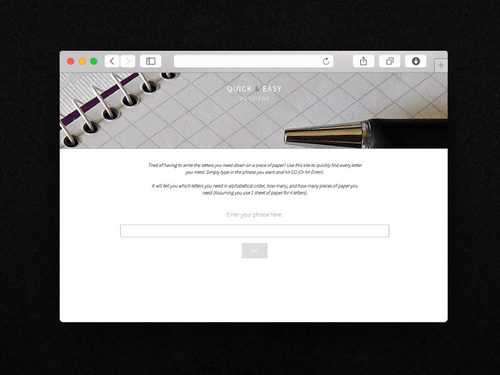 QUICK & EASY
Tired of having to write the letters you need down on a piece of paper? Use this site to quickly find every letter
you need. Simply type in the phrase you want and hit GO (Or hit Enter).
It will tell you which letters you need in alphabetical order, how many, and how many pieces of paper you
need (Assuming you use 1 sheet of paper for 4 letters).
Enter your phrase here: